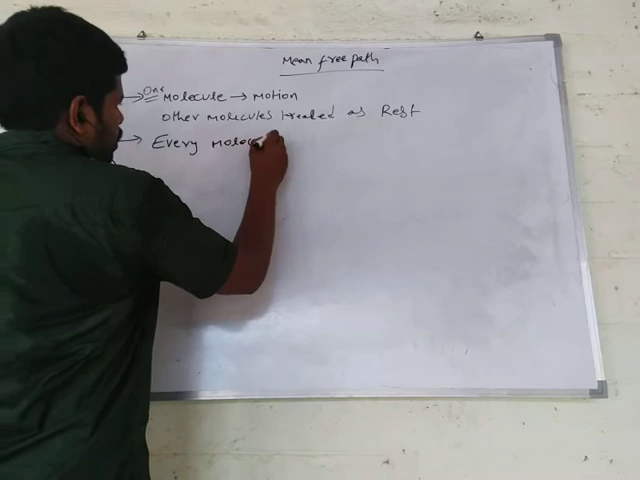 Mean free path
→ One Molecule → Motion
Other molecules treated as Rest
→ Every molec